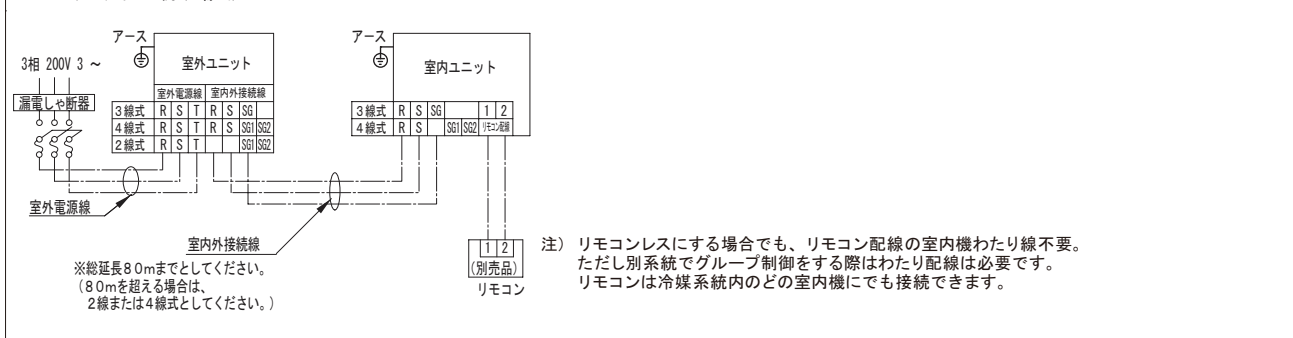 アース
3相 200V 3 ~
漏電しゃ断器
室外ユニット
室外電源線 室内外接続線
3線式 R S T R S SG
4線式 R S T R S SG1 SG2
2線式 R S T SG1 SG2
室外電源線
アース
室内ユニット
3線式 R S SG 1 2
4線式 R S SG1 SG2 リモコン配線
室内外接続線
※総延長80mまでとしてください。
(80mを超える場合は、
2線または4線式としてください。)
1 2
(別売品)
リモコン
注) リモコンレスにする場合でも、リモコン配線の室内機わたり線不要。
ただし別系統でグループ制御をする際はわたり配線は必要です。
リモコンは冷媒系統内のどの室内機にでも接続できます。